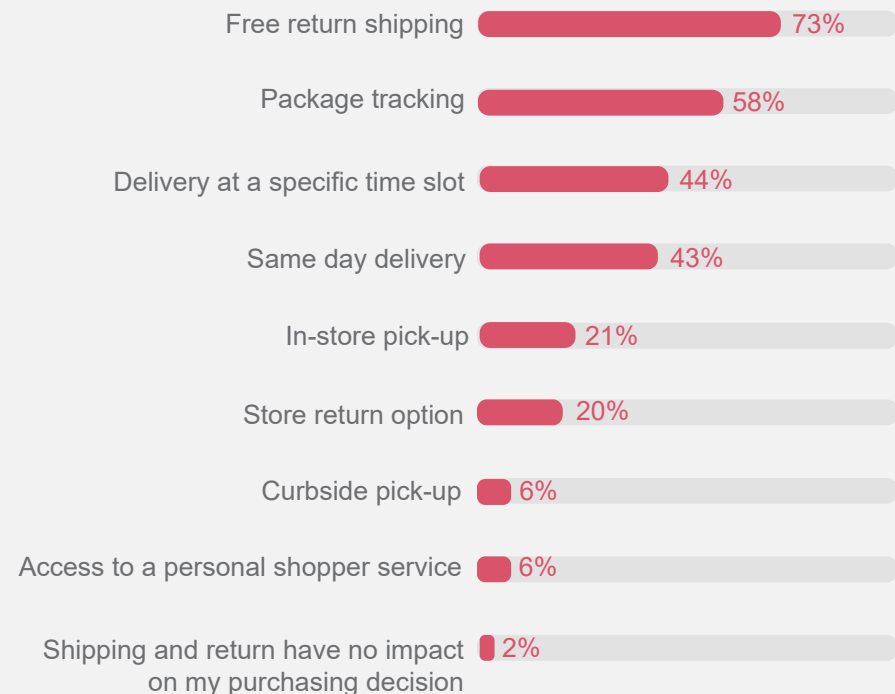 Free return shipping 73%
Package tracking 58%
Delivery at a specific time slot 44%
Same day delivery 43%
In-store pick-up 21%
Store return option 20%
Curbside pick-up 6%
Access to a personal shopper service 6%
Shipping and return have no impact 2%
on my purchasing decision